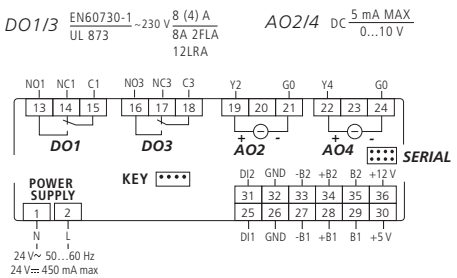 DO1/3 EN60730-1 UL 873 ~230 V 8 (4) A 8A 2FLA 12LRA
AO2/4 DC 5 mA MAX 0...10 V
NO1 NC1 C1 NO3 NC3 C3 Y2 G0 Y4 G0
13 14 15 16 17 18 19 20 21 22 23 24
+ - + -
DO1 DO3 AO2 AO4
SERIAL
KEY
POWER
SUPPLY
1 2
N L
24 V~ 50...60 Hz
24 V⎓ 450 mA max
DI2 GND -B2 +B2 B2 +12 V
31 32 33 34 35 36
25 26 27 28 29 30
DI1 GND -B1 +B1 B1 +5 V